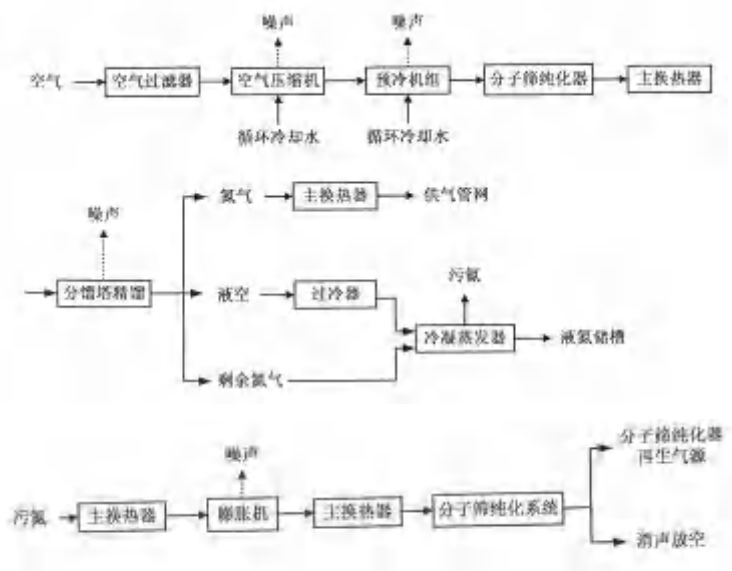 噪声 噪声
空气 空气过滤器 空气压缩机 预冷机组 分子筛纯化器 主换热器
循环冷却水 循环冷却水
氮气 主换热器 供气管网
噪声
污氮
分馏塔精馏 液空 过冷器
冷凝蒸发器 液氮储槽
剩余氮气
分子筛纯化器
再生气源
噪声
污氮 主换热器 膨胀机 主换热器 分子筛纯化系统
消声放空